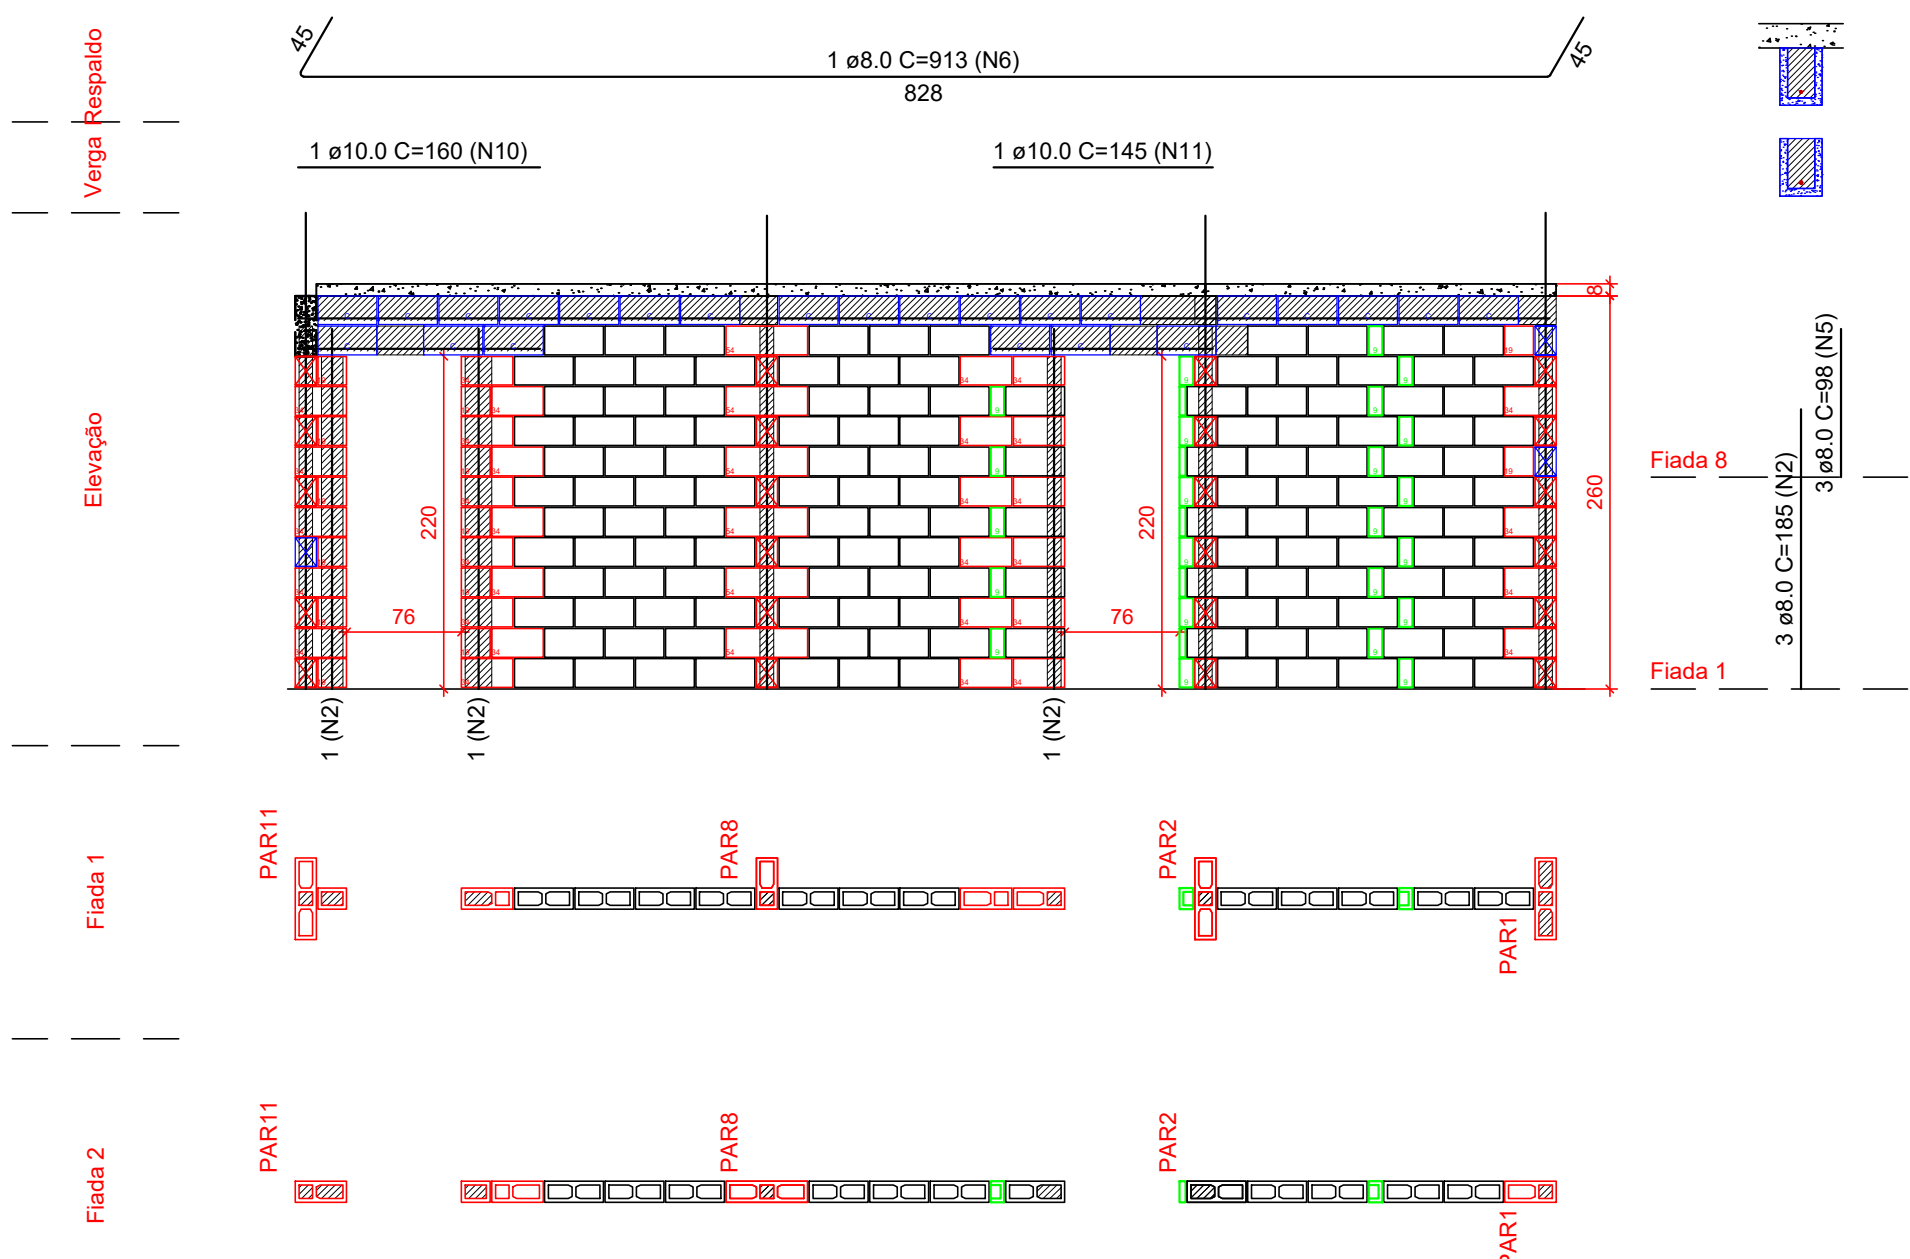 Respaldo
45
1 ø8.0 C=913 (N6)
828
45
Verga
1 ø10.0 C=160 (N10)
1 ø10.0 C=145 (N11)
Elevação
8
220
76
220
76
260
Fiada 8
Fiada 1
3 ø8.0 C=185 (N2)
3 ø8.0 C=98 (N5)
1 (N2)
1 (N2)
1 (N2)
Fiada 1
PAR11
PAR8
PAR2
PAR1
Fiada 2
PAR11
PAR8
PAR2
PAR1